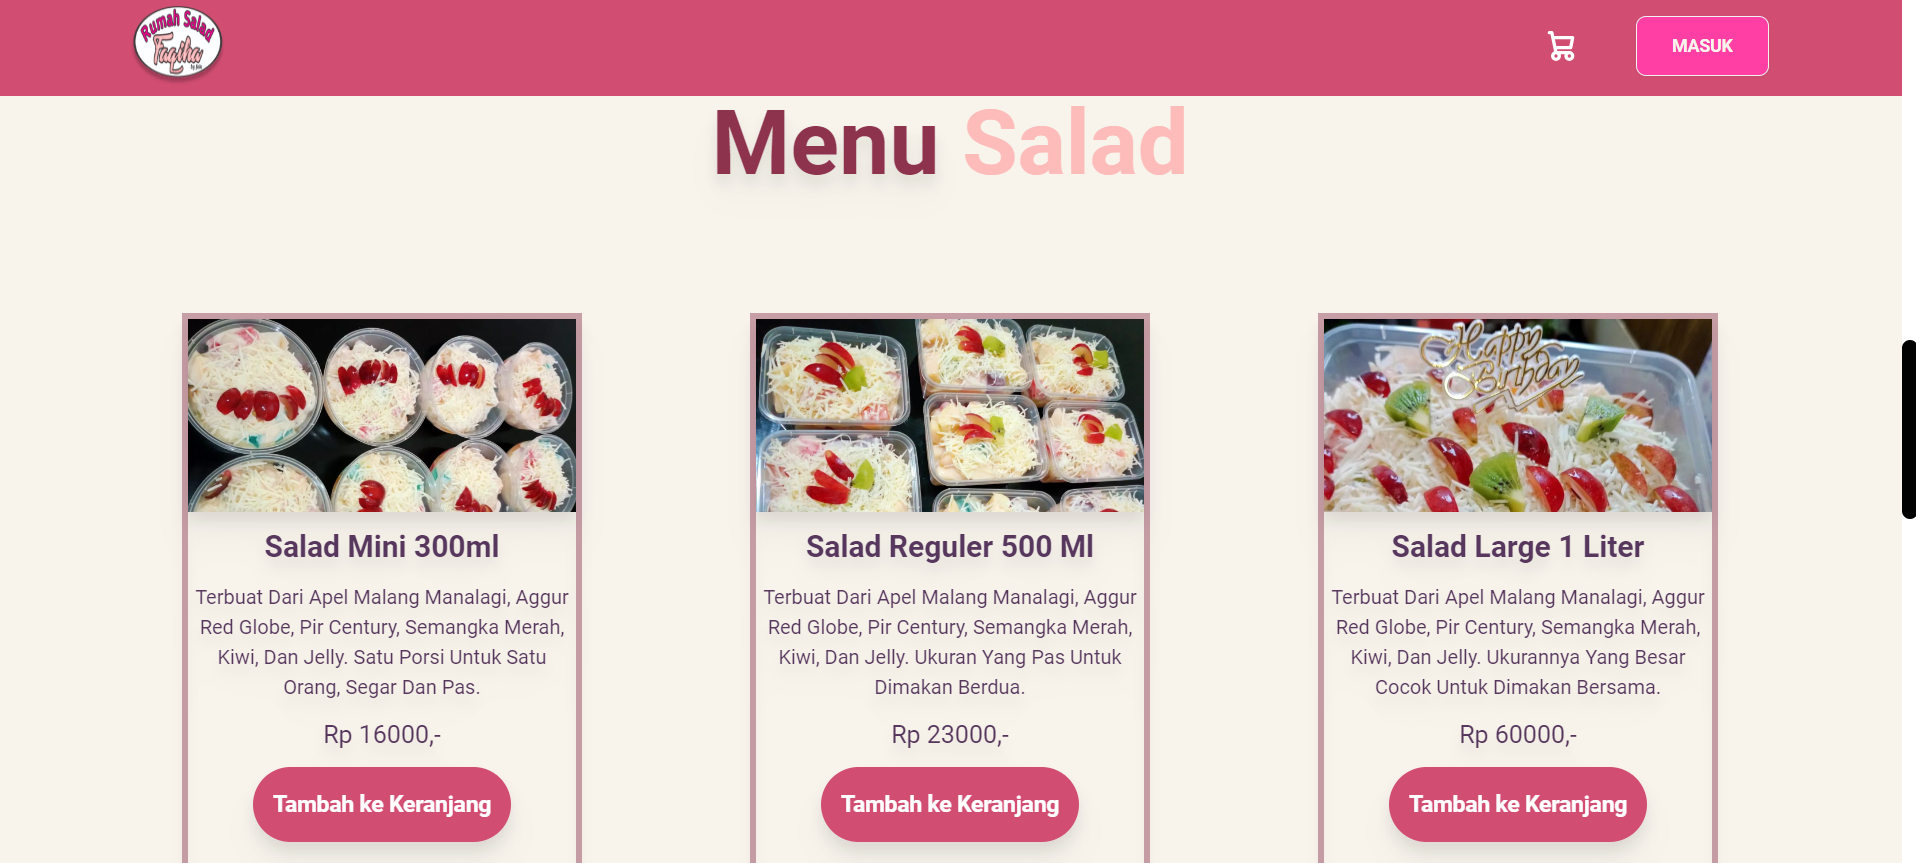 Rumah Salad
Faqiha
MASUK
Menu Salad
Happy
Birthday
Salad Mini 300ml
Terbuat Dari Apel Malang Manalagi, Aggur
Red Globe, Pir Century, Semangka Merah,
Kiwi, Dan Jelly. Satu Porsi Untuk Satu
Orang, Segar Dan Pas.
Rp 16000,-
Tambah ke Keranjang
Salad Reguler 500 Ml
Terbuat Dari Apel Malang Manalagi, Aggur
Red Globe, Pir Century, Semangka Merah,
Kiwi, Dan Jelly. Ukuran Yang Pas Untuk
Dimakan Berdua.
Rp 23000,-
Tambah ke Keranjang
Salad Large 1 Liter
Terbuat Dari Apel Malang Manalagi, Aggur
Red Globe, Pir Century, Semangka Merah,
Kiwi, Dan Jelly. Ukurannya Yang Besar
Cocok Untuk Dimakan Bersama.
Rp 60000,-
Tambah ke Keranjang